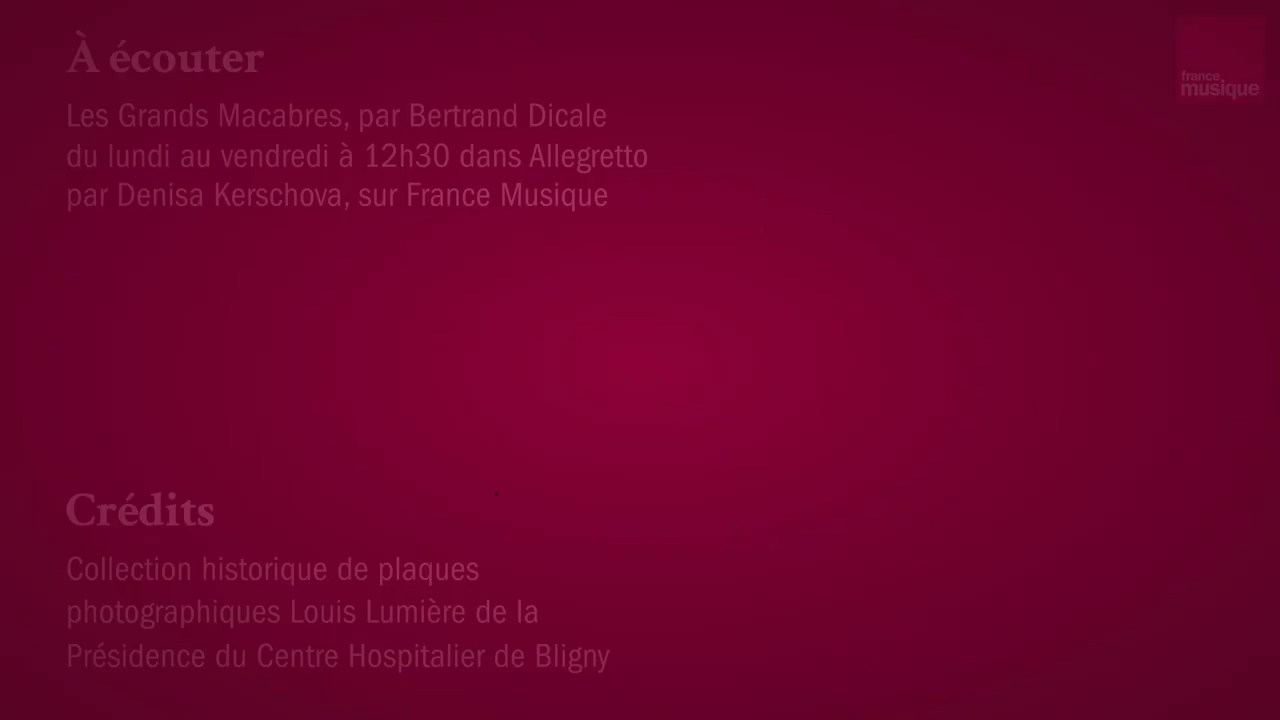 À écouter
Les Grands Macabres, par Bertrand Dicale
du lundi au vendredi à 12h30 dans Allegretto
par Denisa Kerschova, sur France Musique
france
musique
Crédits
Collection historique de plaques
photographiques Louis Lumière de la
Présidence du Centre Hospitalier de Bligny